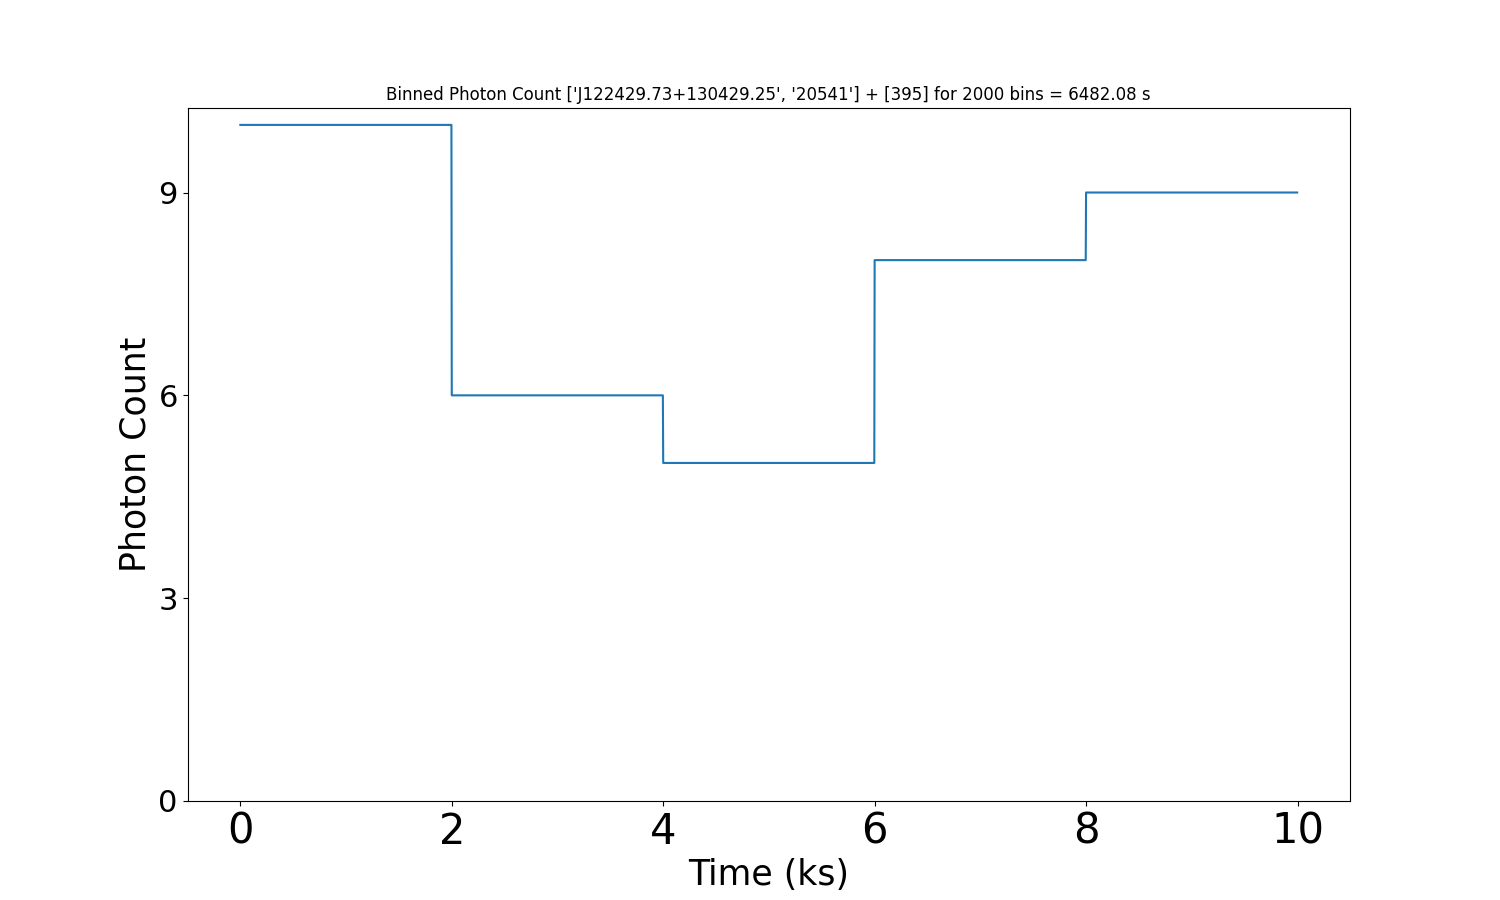 Binned Photon Count ['J122429.73+130429.25', '20541'] + [395] for 2000 bins = 6482.08 s
9
6
3
0
Photon Count
0 2 4 6 8 10
Time (ks)